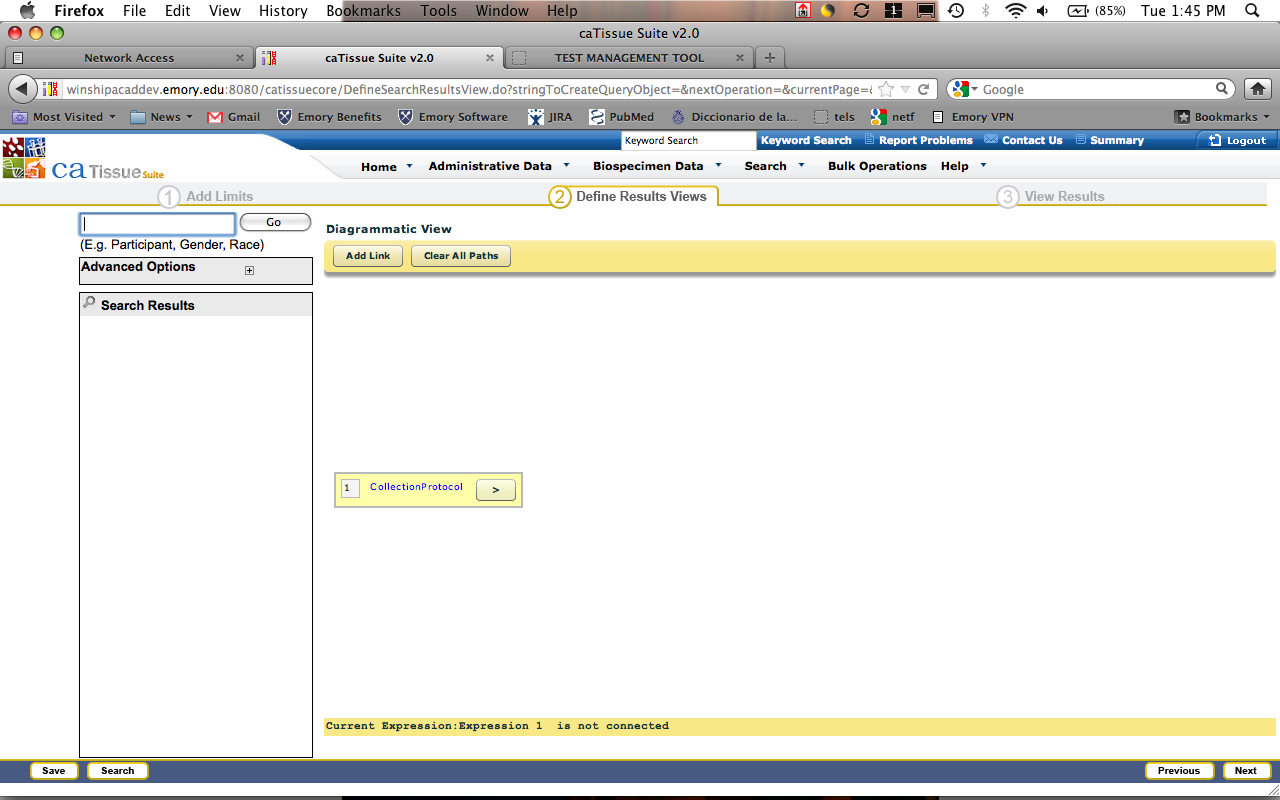 Firefox File Edit View History Bookmarks Tools Window Help 1 (85%) Tue 1:45 PM
caTissue Suite v2.0
Network Access × caTissue Suite v2.0 × TEST MANAGEMENT TOOL × +
winshipacaddev.emory.edu:8080/catissuecore/DefineSearchResultsView.do?stringToCreateQueryObject=&nextOperation=&currentPage= Google
Most Visited News Gmail Emory Benefits Emory Software JIRA PubMed Diccionario de la... tels netf Emory VPN Bookmarks
Keyword Search Keyword Search Report Problems Contact Us Summary Logout
caTissue Suite
Home Administrative Data Biospecimen Data Search Bulk Operations Help
1 Add Limits 2 Define Results Views 3 View Results
Go
(E.g. Participant, Gender, Race)
Advanced Options
Search Results
Diagrammatic View
Add Link Clear All Paths
1 CollectionProtocol >
Current Expression:Expression 1 is not connected
Save Search Previous Next